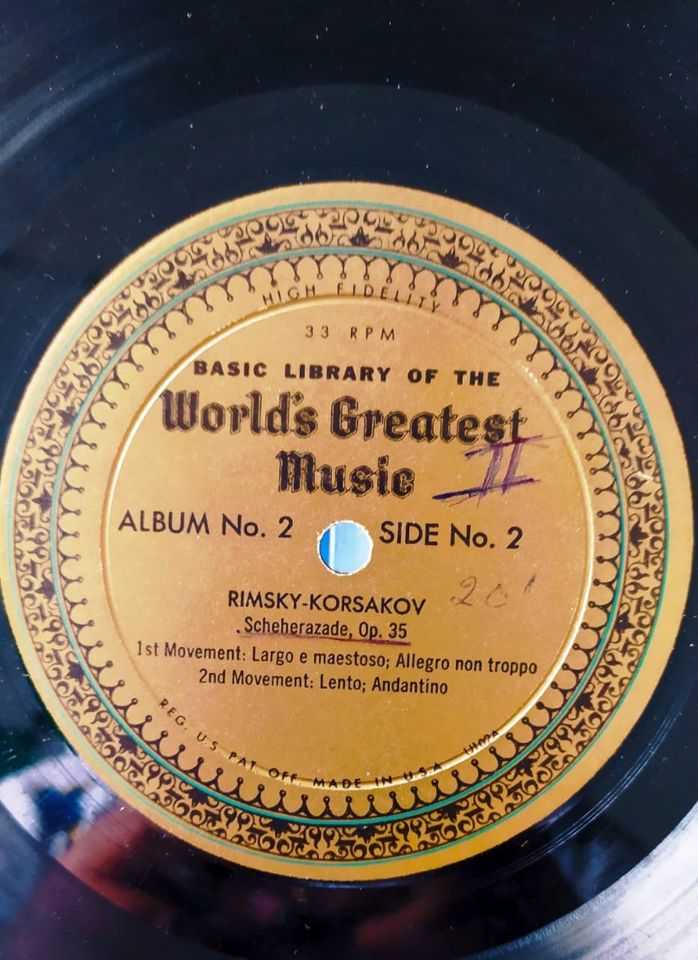 HIGH FIDELITY
33 RPM
BASIC LIBRARY OF THE
World's Greatest
Music
II
ALBUM No. 2 SIDE No. 2
RIMSKY-KORSAKOV
20'
Scheherazade, Op. 35
1st Movement: Largo e maestoso; Allegro non troppo
2nd Movement: Lento; Andantino
REG. U.S. PAT. OFF. MADE IN U.S.A.